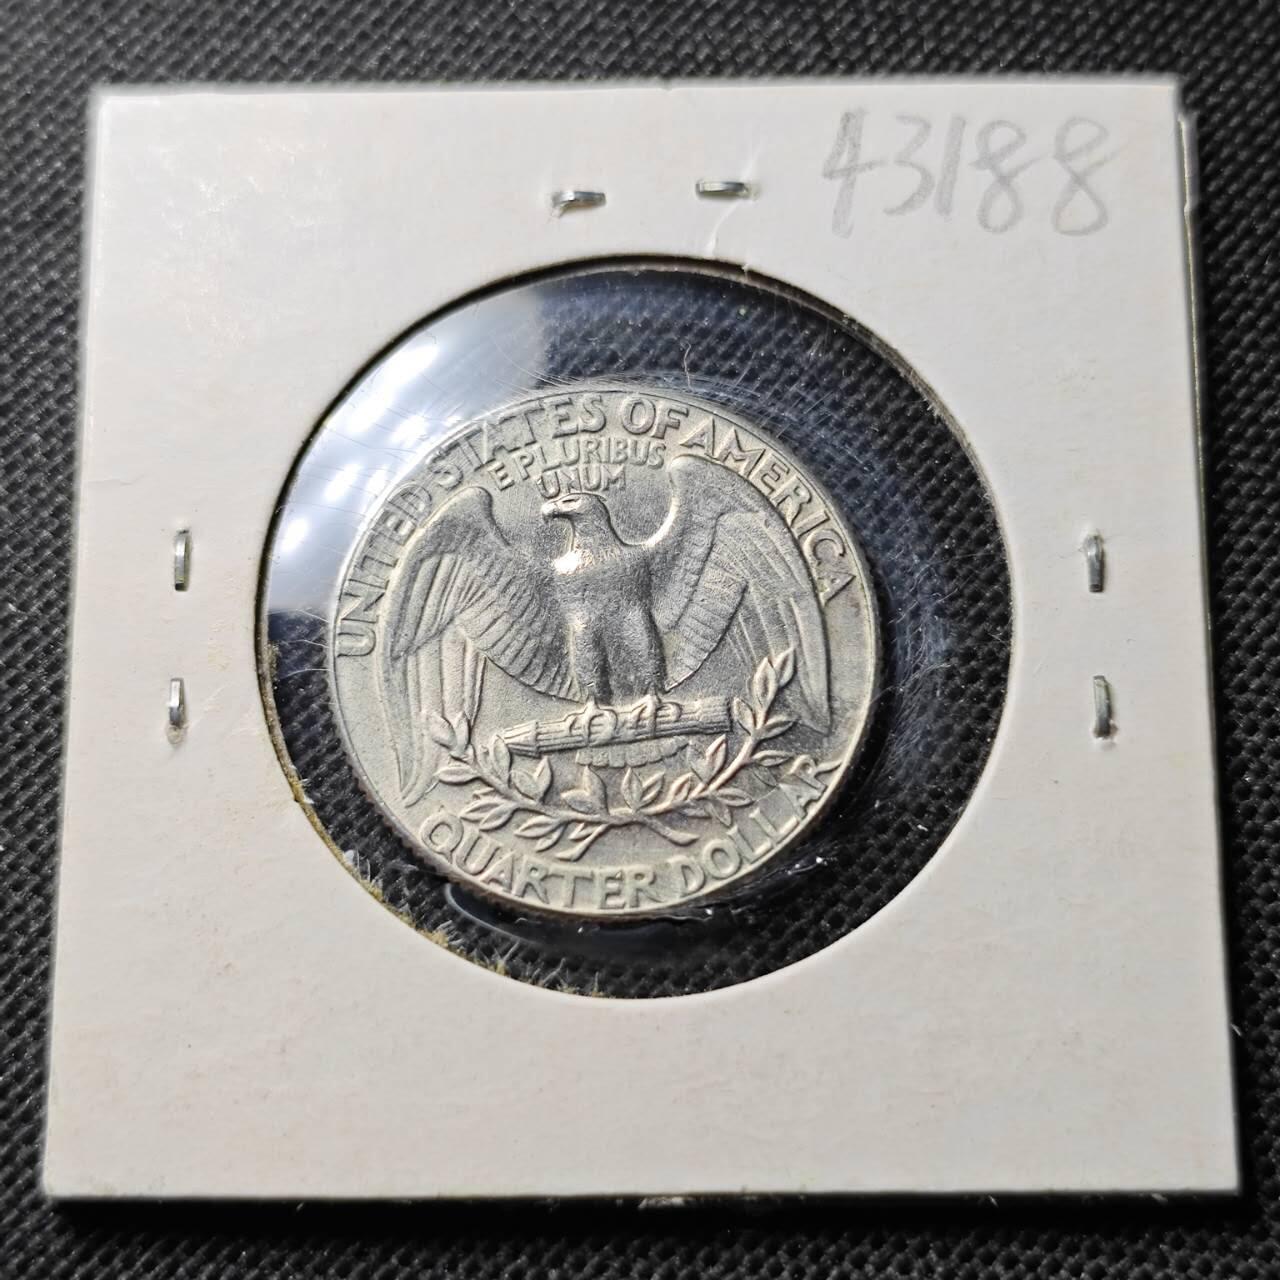 43188
UNITED STATES OF AMERICA
E PLURIBUS
UNUM
QUARTER DOLLAR